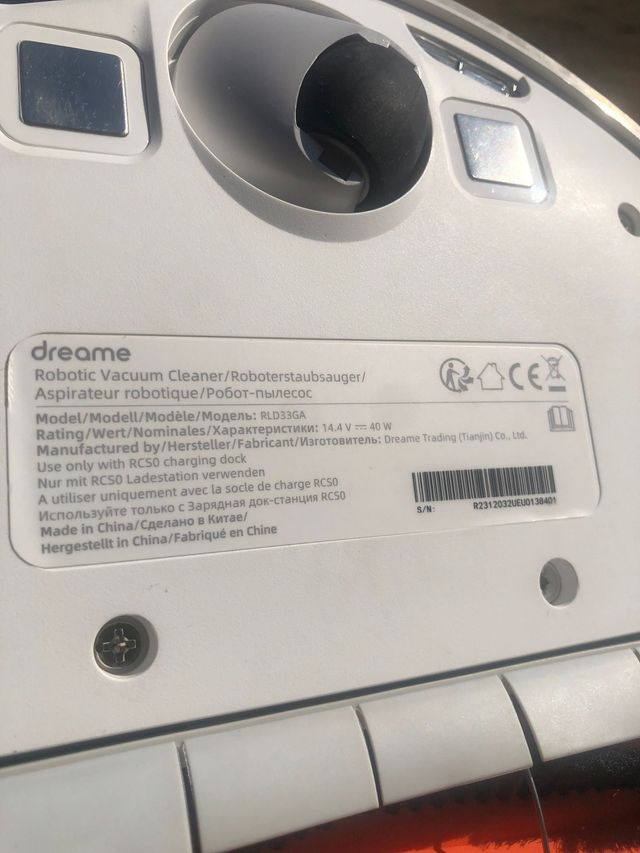 dreame
Robotic Vacuum Cleaner/Roboterstaubsauger/
Aspirateur robotique/Робот-пылесос
Model/Modell/Modèle/Модель: RLD33GA
Rating/Wert/Nominales/Характеристики: 14.4 V ⎓ 40 W
Manufactured by/Hersteller/Fabricant/Изготовитель: Dreame Trading (Tianjin) Co., Ltd.
Use only with RCS0 charging dock
Nur mit RCS0 Ladestation verwenden
A utiliser uniquement avec la socle de charge RCS0
Используйте только с Зарядная док-станция RCS0
Made in China/Сделано в Китае/
Hergestellt in China/Fabriqué en Chine
CE
S/N: R2312032UEU0138401